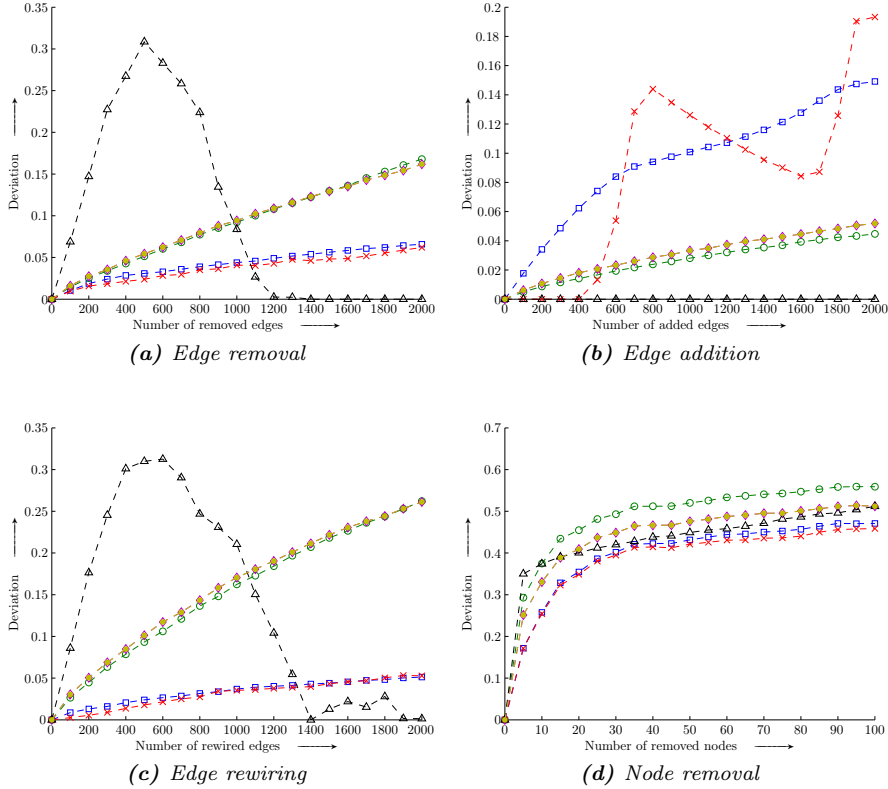 0.35
0.3
0.25
0.2
0.15
0.1
0.05
0
Deviation
0 200 400 600 800 1000 1200 1400 1600 1800 2000
Number of removed edges
(a) Edge removal
0.2
0.18
0.16
0.14
0.12
0.1
0.08
0.06
0.04
0.02
0
Deviation
0 200 400 600 800 1000 1200 1400 1600 1800 2000
Number of added edges
(b) Edge addition
0.35
0.3
0.25
0.2
0.15
0.1
0.05
0
Deviation
0 200 400 600 800 1000 1200 1400 1600 1800 2000
Number of rewired edges
(c) Edge rewiring
0.7
0.6
0.5
0.4
0.3
0.2
0.1
0
Deviation
0 10 20 30 40 50 60 70 80 90 100
Number of removed nodes
(d) Node removal